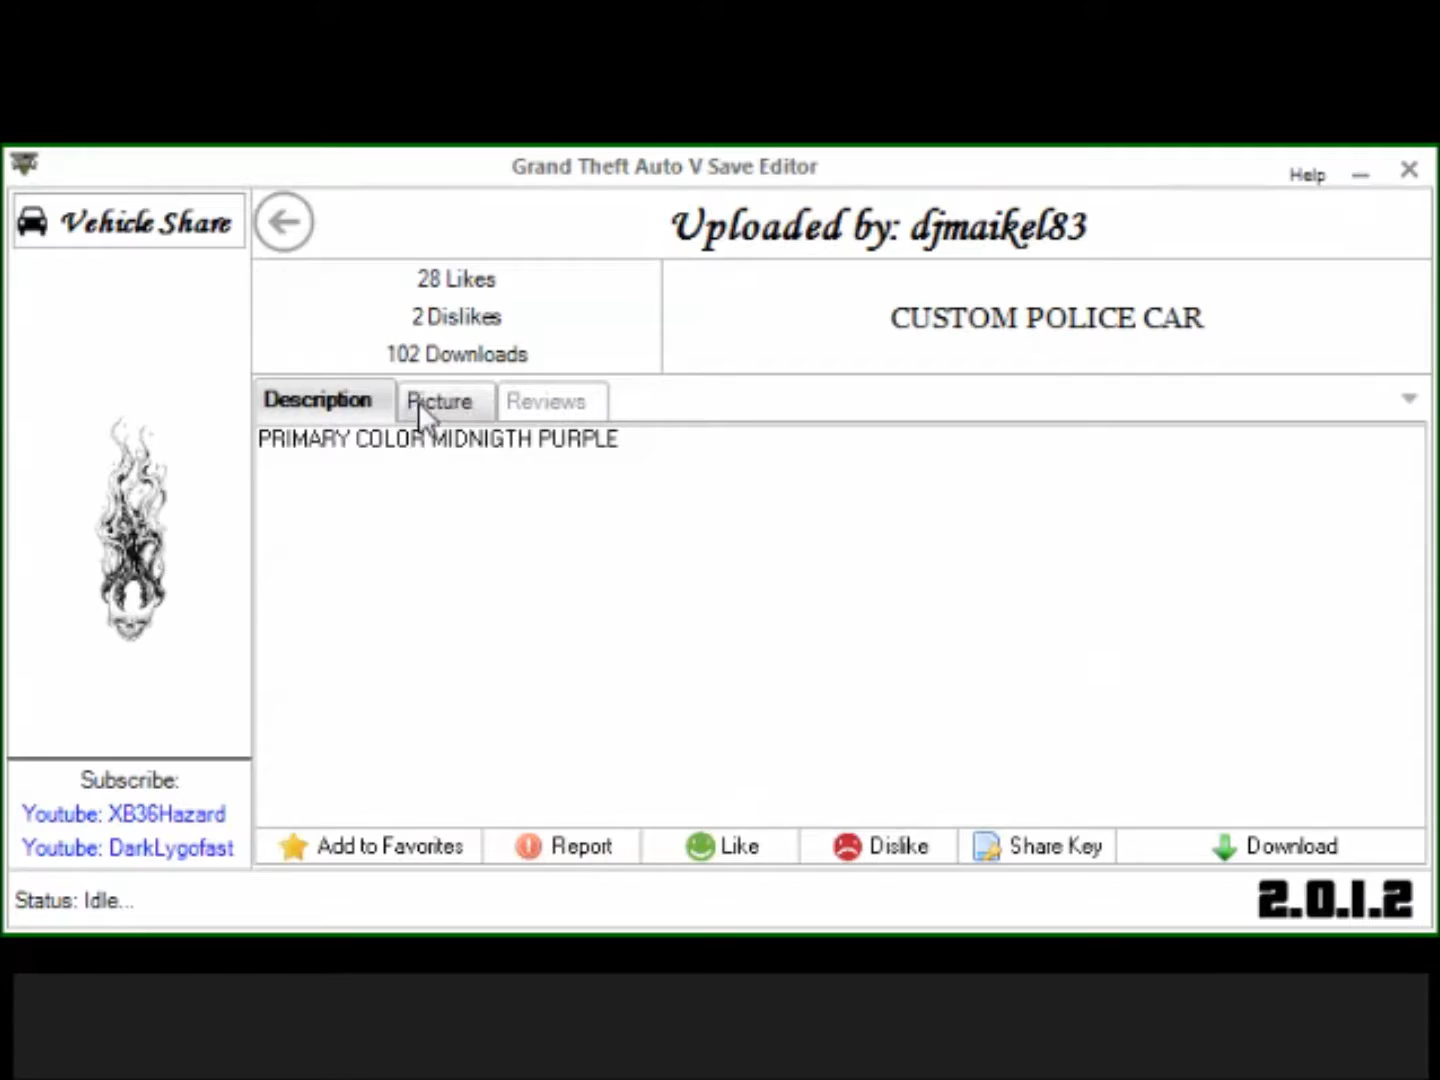 Grand Theft Auto V Save Editor
Help
Vehicle Share
Uploaded by: djmaikel83
28 Likes
2 Dislikes
102 Downloads
CUSTOM POLICE CAR
Description
Picture
Reviews
PRIMARY COLOR MIDNIGTH PURPLE
Subscribe:
Youtube: XB36Hazard
Youtube: DarkLygofast
Add to Favorites
Report
Like
Dislike
Share Key
Download
Status: Idle...
2.0.1.2